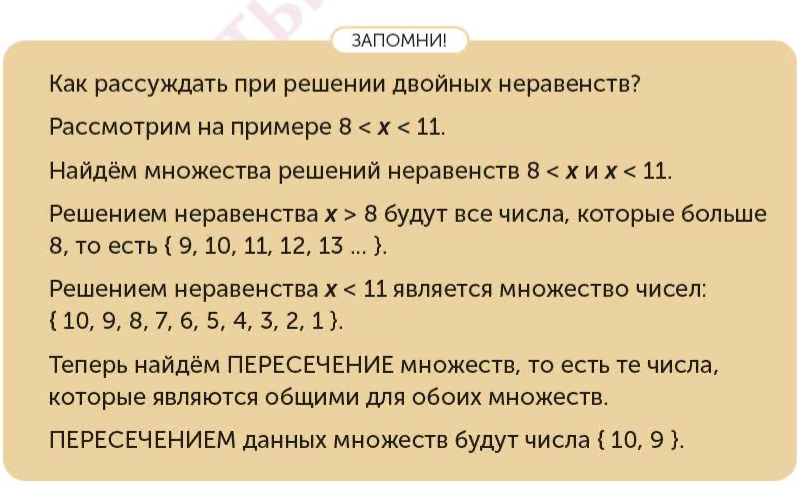 ЗАПОМНИ!
Как рассуждать при решении двойных неравенств?
Рассмотрим на примере 8 < x < 11.
Найдём множества решений неравенств 8 < x и x < 11.
Решением неравенства x > 8 будут все числа, которые больше
8, то есть { 9, 10, 11, 12, 13 ... }.
Решением неравенства x < 11 является множество чисел:
{ 10, 9, 8, 7, 6, 5, 4, 3, 2, 1 }.
Теперь найдём ПЕРЕСЕЧЕНИЕ множеств, то есть те числа,
которые являются общими для обоих множеств.
ПЕРЕСЕЧЕНИЕМ данных множеств будут числа { 10, 9 }.